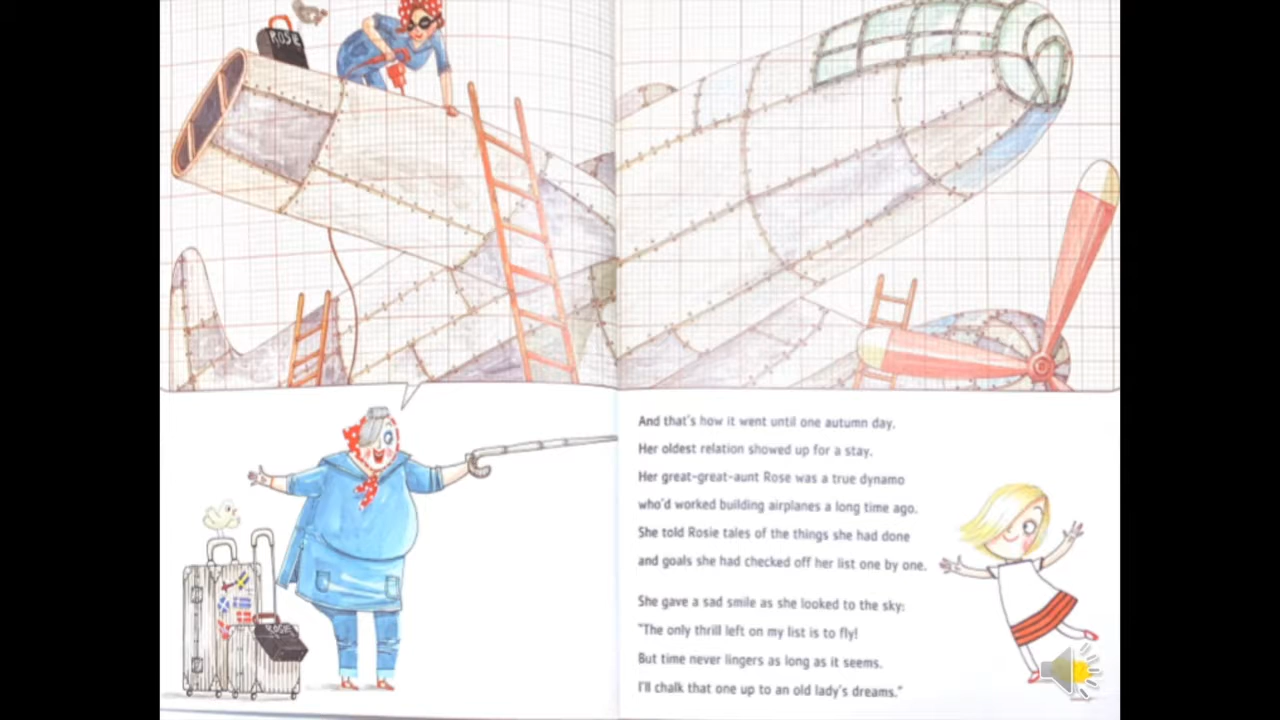 ROSIE
And that's how it went until one autumn day.
Her oldest relation showed up for a stay.
Her great-great-aunt Rose was a true dynamo
who'd worked building airplanes a long time ago.
She told Rosie tales of the things she had done
and goals she had checked off her list one by one.
She gave a sad smile as she looked to the sky:
"The only thrill left on my list is to fly!
But time never lingers as long as it seems.
I'll chalk that one up to an old lady's dreams."
ROSIE